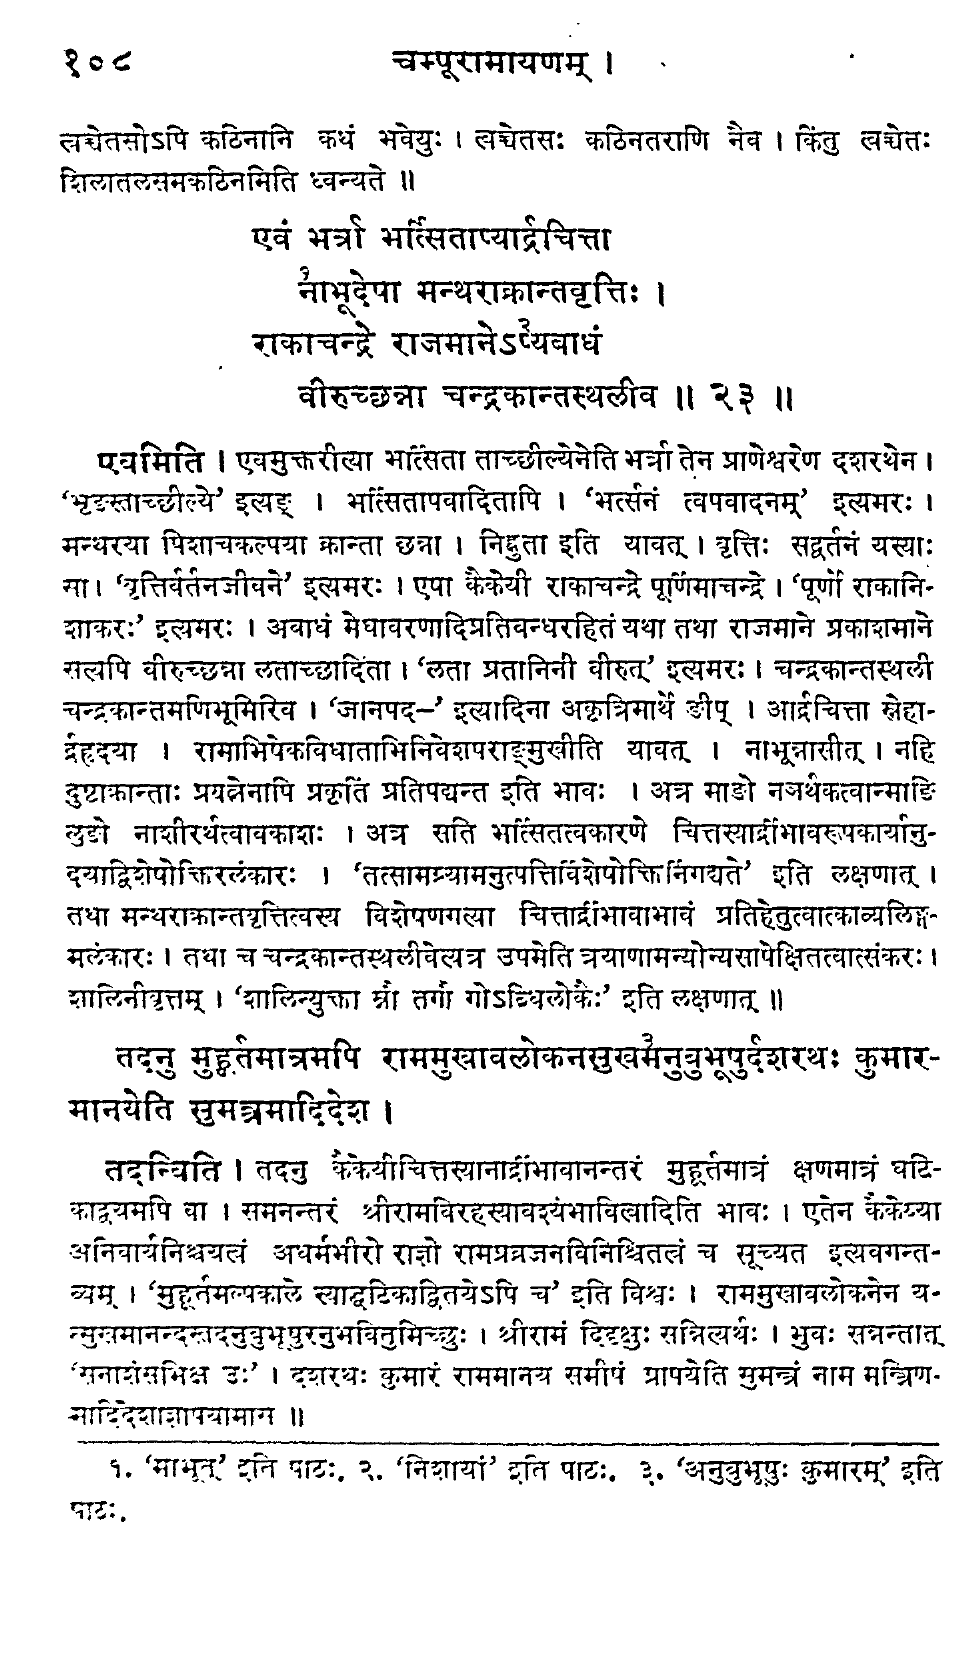 १०८ चम्पूरामायणम् ।
त्वच्चेतसोऽपि कठिनानि कथं भवेयुः । त्वच्चेतसः कठिनतराणि नैव । किंतु त्वच्चेतः
शिलातलसमकठिनमिति ध्वन्यते ॥
एवं भर्त्रा भर्त्सिताप्यार्द्रचित्ता
र्नाभूदेषा मन्थराक्रान्तवृत्तिः ।
राकाचन्द्रे राजमानेऽप्यबाधं
वीरुच्छन्ना चन्द्रकान्तस्थलीव ॥ २३ ॥
एवमिति । एवमुक्तरीत्या भर्त्सिता ताच्छील्येनेति भर्त्रा तेन प्राणेश्वरेण दशरथेन ।
'भृङस्ताच्छील्ये' इत्यङ् । भर्त्सितापवादितापि । 'भर्त्सनं त्वपवादनम्' इत्यमरः ।
मन्थरया पिशाचकल्पया क्रान्ता छन्ना । निह्नुता इति यावत् । वृत्तिः सद्वर्तनं यस्याः
सा । 'वृत्तिर्वर्तनजीवने' इत्यमरः । एषा कैकेयी राकाचन्द्रे पूर्णिमाचन्द्रे । 'पूर्णो राकानि-
शाकरः' इत्यमरः । अबाधं मेघावरणादिप्रतिबन्धरहितं यथा तथा राजमाने प्रकाशमाने
सत्यपि वीरुच्छन्ना लताच्छादिता । 'लता प्रतानिनी वीरुत्' इत्यमरः । चन्द्रकान्तस्थली
चन्द्रकान्तमणिभूमिरिव । 'जानपद–' इत्यादिना अकृत्रिमार्थे ङीप् । आर्द्रचित्ता स्नेहा-
र्द्रहृदया । रामाभिषेकविघाताभिनिवेशपराङ्मुखीति यावत् । नाभून्नासीत् । नहि
दुष्टाक्रान्ताः प्रयत्नेनापि प्रकृतिं प्रतिपद्यन्त इति भावः । अत्र माङो नञर्थकत्वान्माङि
लुङो नाशीरर्थत्वावकाशः । अत्र सति भर्त्सितत्वकारणे चित्तस्यार्द्रीभावरूपकार्यानु-
दयाद्विशेषोक्तिरलंकारः । 'तत्सामग्र्यामनुत्पत्तिर्विशेषोक्तिर्निगद्यते' इति लक्षणात् ।
तथा मन्थराक्रान्तवृत्तित्वस्य विशेषणगत्या चित्तार्द्रीभावाभावं प्रतिहेतुत्वात्काव्यलिङ्ग-
मलंकारः । तथा च चन्द्रकान्तस्थलीवेत्यत्र उपमेति त्रयाणामन्योन्यसापेक्षितत्वात्संकरः ।
शालिनीवृत्तम् । 'शालिन्युक्ता म्तौ तगौ गोऽब्धिलोकैः' इति लक्षणात् ॥
तदनु मुहूर्तमात्रमपि राममुखावलोकनसुखमनुबुभूषुर्दशरथः कुमार-
मानयेति सुमन्त्रमादिदेश ।
तदन्विति । तदनु कैकेयीचित्तस्यानार्द्रीभावानन्तरं मुहूर्तमात्रं क्षणमात्रं घटि-
काद्वयमपि वा । समनन्तरं श्रीरामविरहस्यावश्यंभावित्वादिति भावः । एतेन कैकेय्या
अनिवार्यनिश्चयत्वं अधर्मभीरो राज्ञो रामप्रव्रजनविनिश्चितत्वं च सूच्यत इत्यवगन्त-
व्यम् । 'मुहूर्तमल्पकाले स्याद्घटिकाद्वितयेऽपि च' इति विश्वः । राममुखावलोकनेन य-
त्सुखमानन्दस्तदनुबुभूषुरनुभवितुमिच्छुः । श्रीरामं दिदृक्षुः सन्नित्यर्थः । भुवः सन्नन्तात्
'सनाशंसभिक्ष उः' । दशरथः कुमारं राममानय समीपं प्रापयेति सुमन्त्रं नाम मन्त्रिण-
मादिदेशाज्ञापयामास ॥
१. 'माभूत्' इति पाठः. २. 'निशायां' इति पाठः. ३. 'अनुबुभूषुः कुमारम्' इति
पाठः.